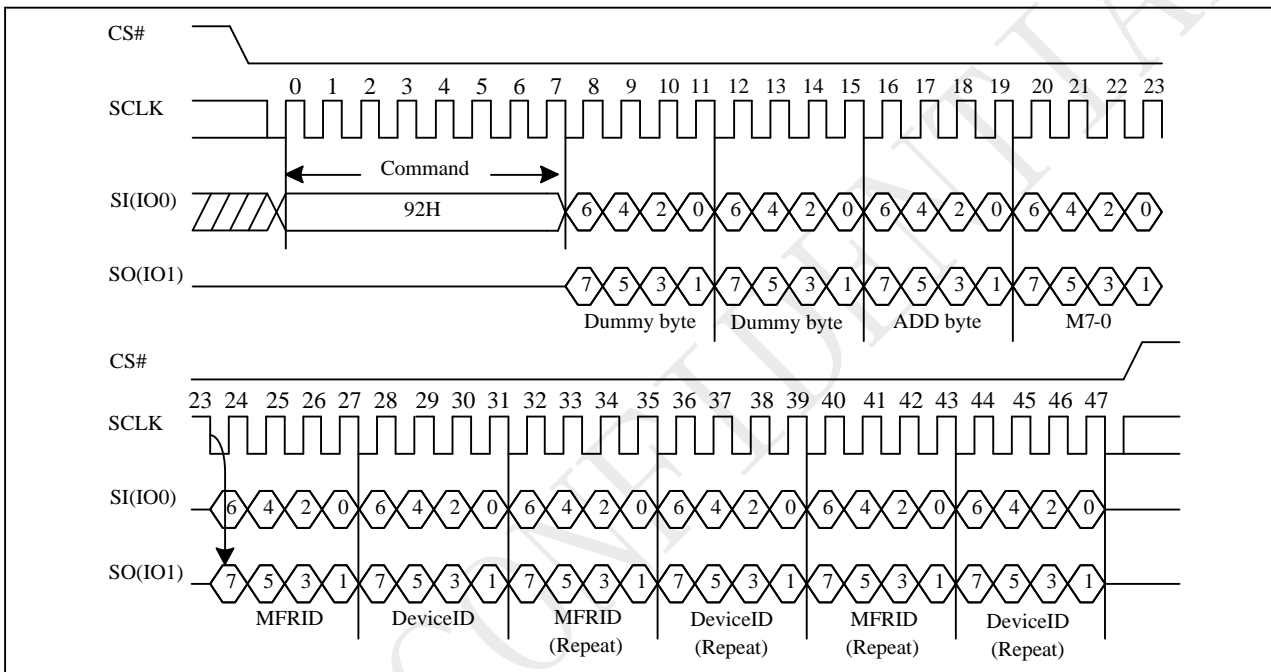 CS#
0 1 2 3 4 5 6 7 8 9 10 11 12 13 14 15 16 17 18 19 20 21 22 23
SCLK
Command
SI(IO0) 92H 6 4 2 0 6 4 2 0 6 4 2 0 6 4 2 0
SO(IO1) 7 5 3 1 7 5 3 1 7 5 3 1 7 5 3 1
Dummy byte Dummy byte ADD byte M7-0
CS#
23 24 25 26 27 28 29 30 31 32 33 34 35 36 37 38 39 40 41 42 43 44 45 46 47
SCLK
SI(IO0) 6 4 2 0 6 4 2 0 6 4 2 0 6 4 2 0 6 4 2 0 6 4 2 0
SO(IO1) 7 5 3 1 7 5 3 1 7 5 3 1 7 5 3 1 7 5 3 1 7 5 3 1
MFRID DeviceID MFRID DeviceID MFRID DeviceID
(Repeat) (Repeat) (Repeat) (Repeat)
CONFIDENTIA